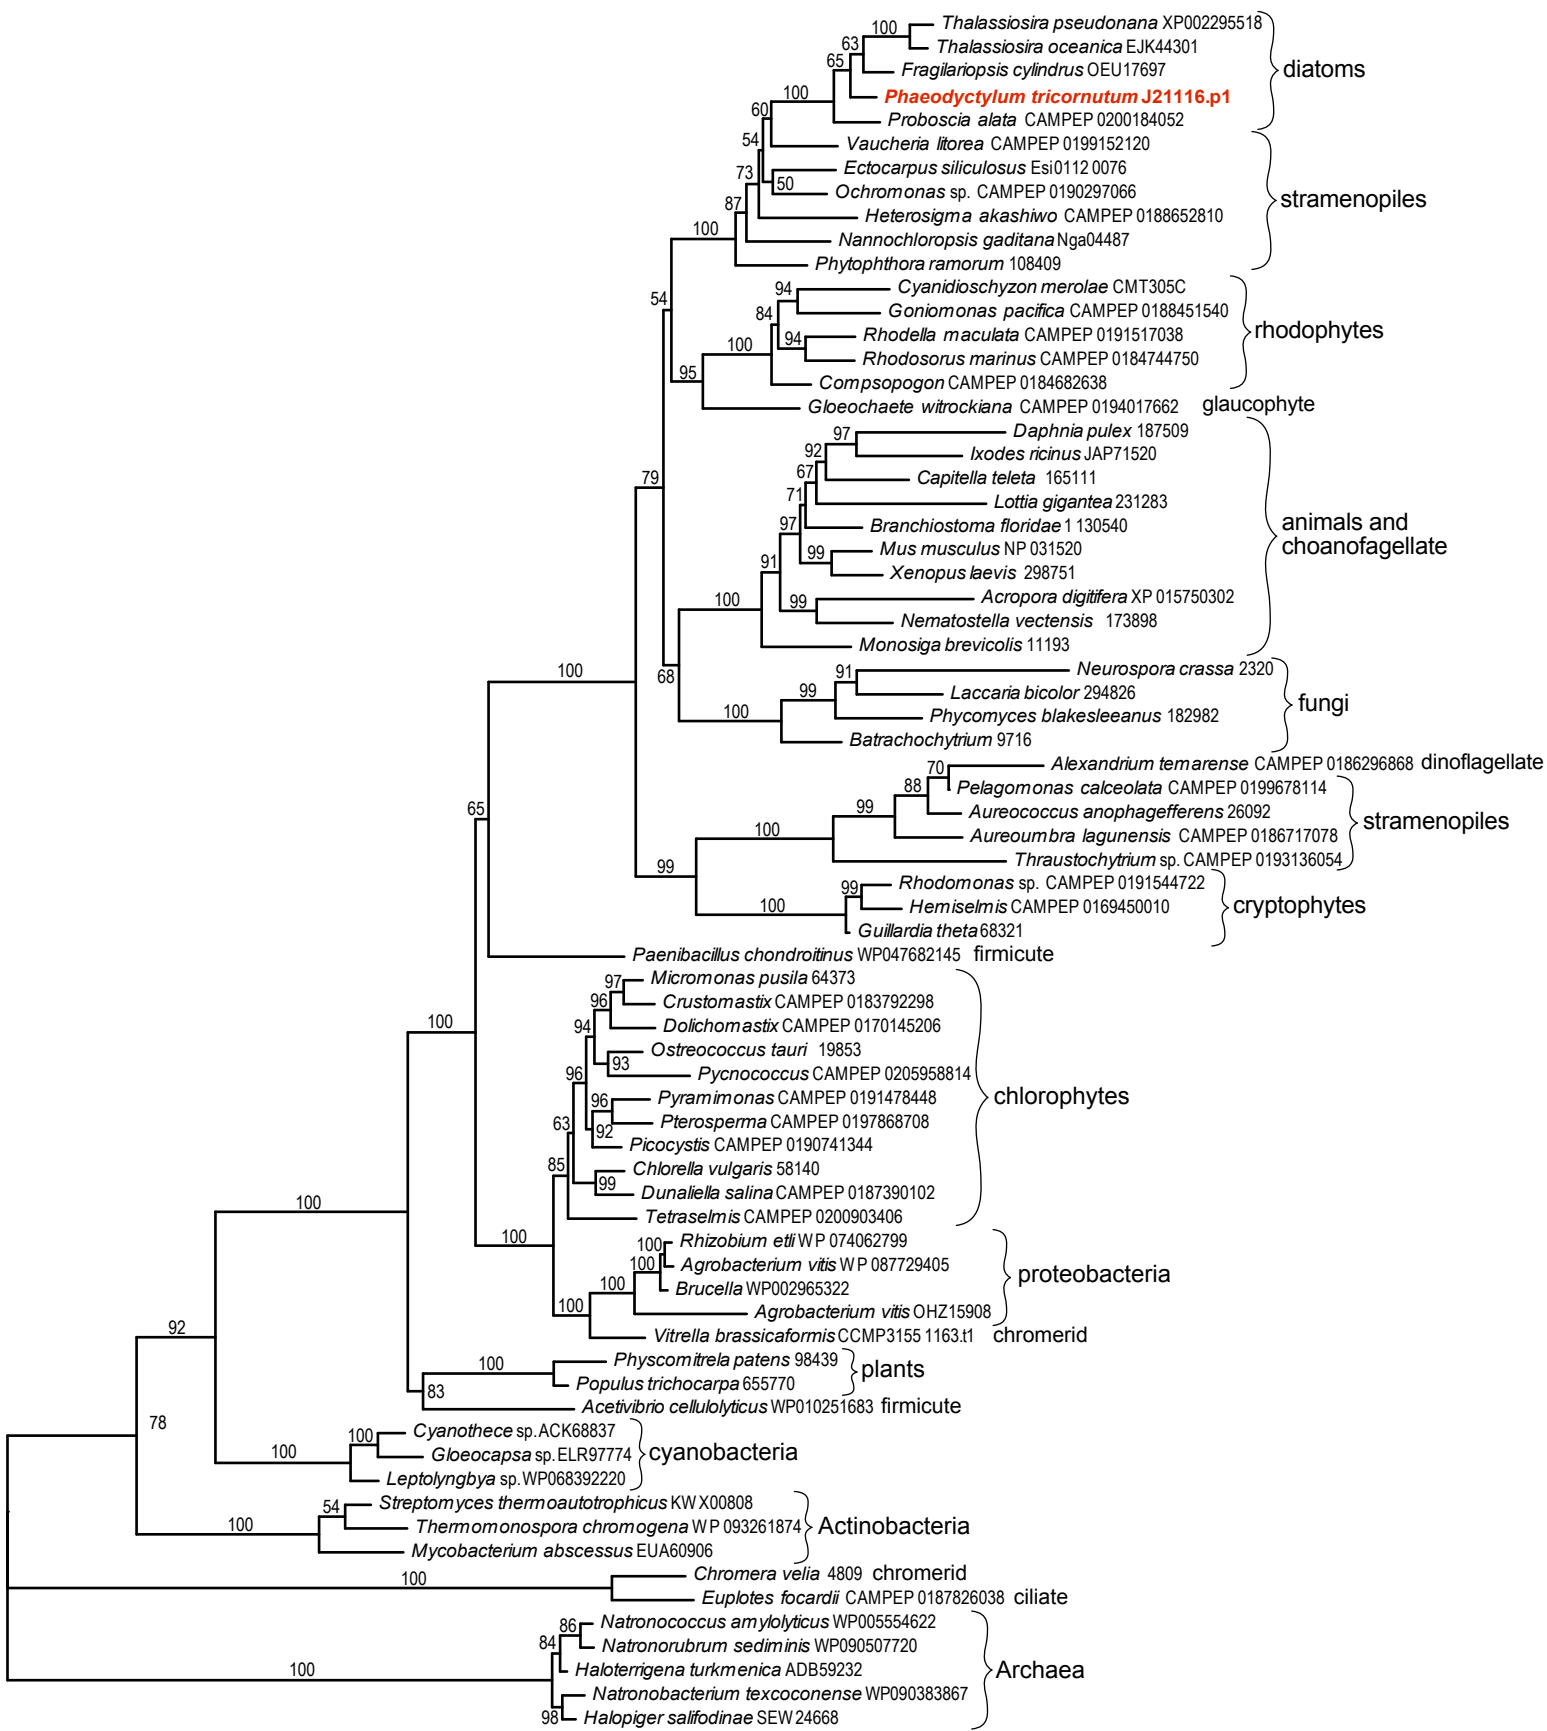 100 Thalassiosira pseudonana XP002295518
63 Thalassiosira oceanica EJK44301
65 Fragilariopsis cylindrus OEU17697 diatoms
100 Phaeodyctylum tricornutum J21116.p1
60 Proboscia alata CAMPEP 0200184052
54 Vaucheria litorea CAMPEP 0199152120
73 Ectocarpus siliculosus Esi0112 0076
50 Ochromonas sp. CAMPEP 0190297066 stramenopiles
87 Heterosigma akashiwo CAMPEP 0188652810
100 Nannochloropsis gaditana Nga04487
Phytophthora ramorum 108409
94 Cyanidioschyzon merolae CMT305C
54 84 Goniomonas pacifica CAMPEP 0188451540
94 Rhodella maculata CAMPEP 0191517038 rhodophytes
100 Rhodosorus marinus CAMPEP 0184744750
95 Compsopogon CAMPEP 0184682638
Gloeochaete witrockiana CAMPEP 0194017662 glaucophyte
97 Daphnia pulex 187509
92 Ixodes ricinus JAP71520
79 67 Capitella teleta 165111
71 Lottia gigantea 231283
97 Branchiostoma floridae 1 130540 animals and
99 Mus musculus NP 031520 choanofagellate
91 Xenopus laevis 298751
100 99 Acropora digitifera XP 015750302
Nematostella vectensis 173898
Monosiga brevicolis 11193
100 68 91 Neurospora crassa 2320
99 Laccaria bicolor 294826 fungi
100 Phycomyces blakesleeanus 182982
Batrachochytrium 9716
70 Alexandrium temarense CAMPEP 0186296868 dinoflagellate
88 Pelagomonas calceolata CAMPEP 0199678114
65 99 Aureococcus anophagefferens 26092 stramenopiles
100 Aureoumbra lagunensis CAMPEP 0186717078
99 Thraustochytrium sp. CAMPEP 0193136054
99 Rhodomonas sp. CAMPEP 0191544722
100 Hemiselmis CAMPEP 0169450010 cryptophytes
Guillardia theta 68321
Paenibacillus chondroitinus WP047682145 firmicute
97 Micromonas pusila 64373
96 Crustomastix CAMPEP 0183792298
100 94 Dolichomastix CAMPEP 0170145206
93 Ostreococcus tauri 19853
96 Pycnococcus CAMPEP 0205958814
96 Pyramimonas CAMPEP 0191478448 chlorophytes
63 92 Pterosperma CAMPEP 0197868708
Picocystis CAMPEP 0190741344
85 Chlorella vulgaris 58140
99 Dunaliella salina CAMPEP 0187390102
100 Tetraselmis CAMPEP 0200903406
100 100 Rhizobium etli WP 074062799
100 Agrobacterium vitis WP 087729405
100 Brucella WP002965322 proteobacteria
100 Agrobacterium vitis OHZ15908
92 Vitrella brassicaformis CCMP3155 1163.t1 chromerid
100 Physcomitrela patens 98439 plants
83 Populus trichocarpa 655770
Acetivibrio cellulolyticus WP010251683 firmicute
78 100 Cyanothece sp. ACK68837
100 Gloeocapsa sp. ELR97774 cyanobacteria
Leptolyngbya sp. WP068392220
54 Streptomyces thermoautotrophicus KWX00808
100 Thermomonospora chromogena WP 093261874 Actinobacteria
Mycobacterium abscessus EUA60906
100 Chromera velia 4809 chromerid
Euplotes focardii CAMPEP 0187826038 ciliate
86 Natronococcus amylolyticus WP005554622
84 Natronorubrum sediminis WP090507720
100 Haloterrigena turkmenica ADB59232 Archaea
Natronobacterium texcoconense WP090383867
98 Halopiger salifodinae SEW24668